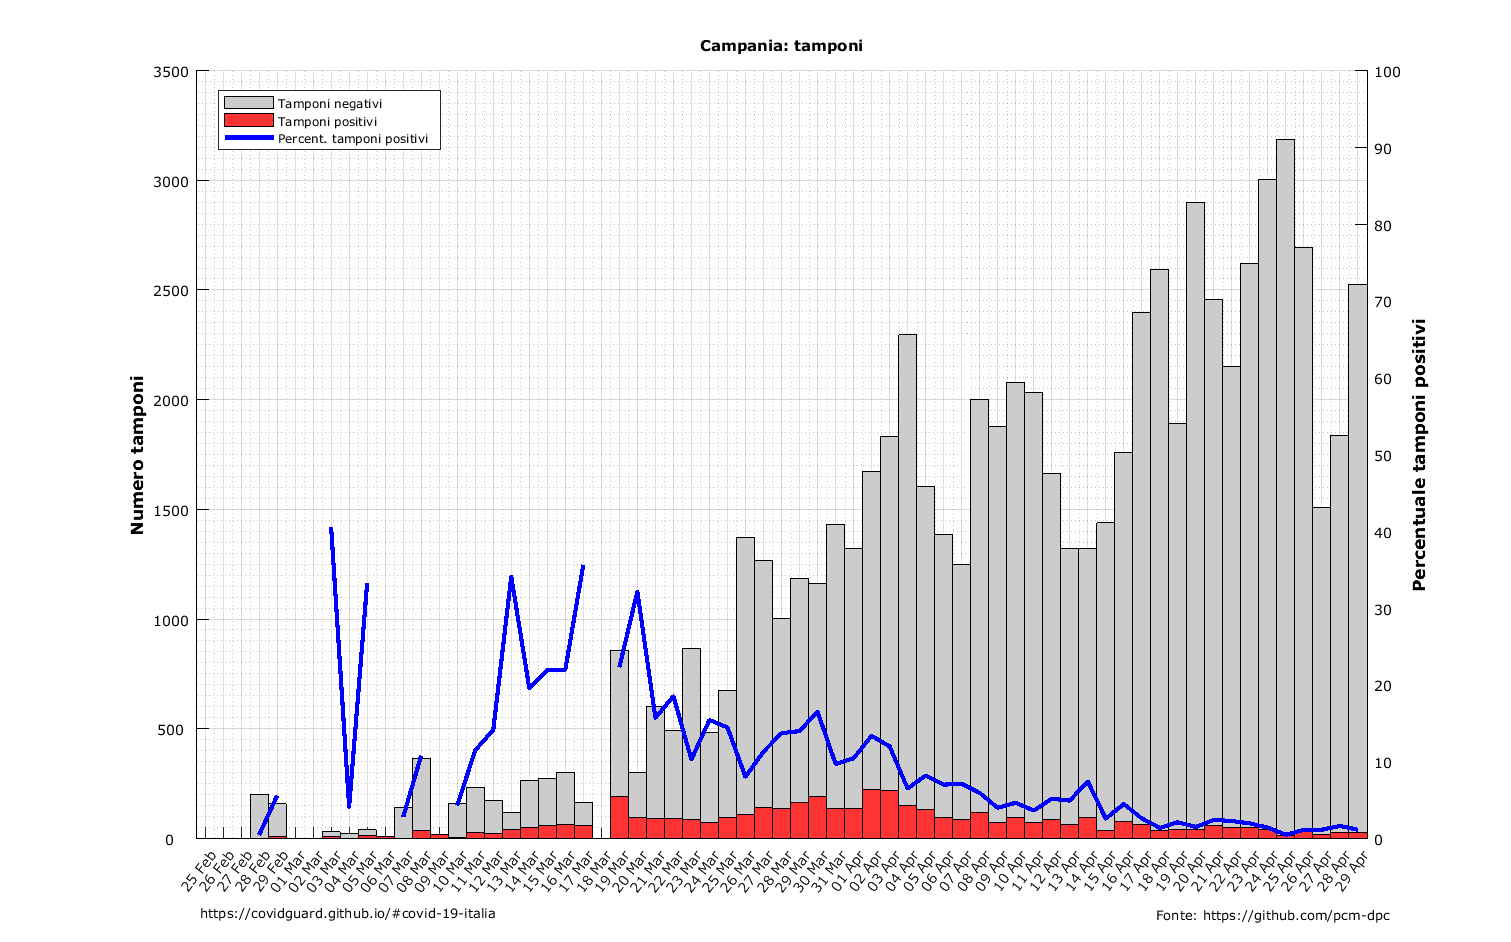 Campania: tamponi
Tamponi negativi
Tamponi positivi
Percent. tamponi positivi
Numero tamponi
3500
3000
2500
2000
1500
1000
500
0
Percentuale tamponi positivi
100
90
80
70
60
50
40
30
20
10
0
25 Feb
26 Feb
27 Feb
28 Feb
29 Feb
01 Mar
02 Mar
03 Mar
04 Mar
05 Mar
06 Mar
07 Mar
08 Mar
09 Mar
10 Mar
11 Mar
12 Mar
13 Mar
14 Mar
15 Mar
16 Mar
17 Mar
18 Mar
19 Mar
20 Mar
21 Mar
22 Mar
23 Mar
24 Mar
25 Mar
26 Mar
27 Mar
28 Mar
29 Mar
30 Mar
31 Mar
01 Apr
02 Apr
03 Apr
04 Apr
05 Apr
06 Apr
07 Apr
08 Apr
09 Apr
10 Apr
11 Apr
12 Apr
13 Apr
14 Apr
15 Apr
16 Apr
17 Apr
18 Apr
19 Apr
20 Apr
21 Apr
22 Apr
23 Apr
24 Apr
25 Apr
26 Apr
27 Apr
28 Apr
29 Apr
https://covidguard.github.io/#covid-19-italia
Fonte: https://github.com/pcm-dpc